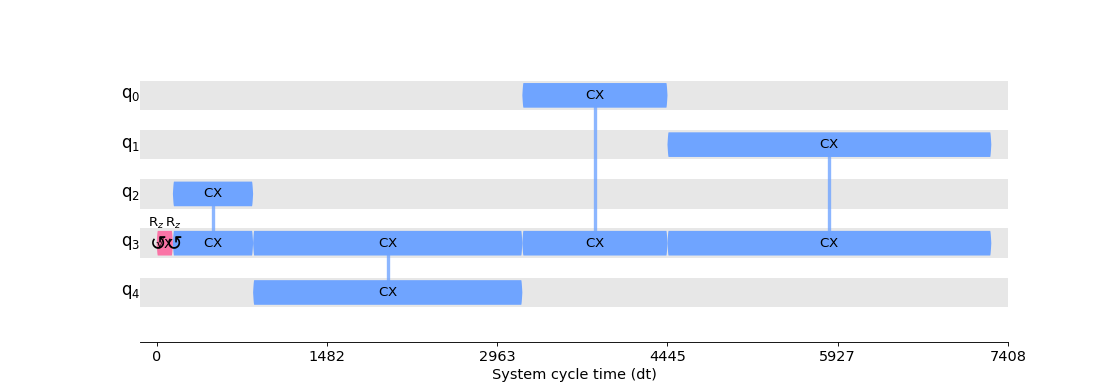 q0 CX
q1 CX
q2 CX
Rz Rz
q3 CX CX CX CX
q4 CX
0 1482 2963 4445 5927 7408
System cycle time (dt)